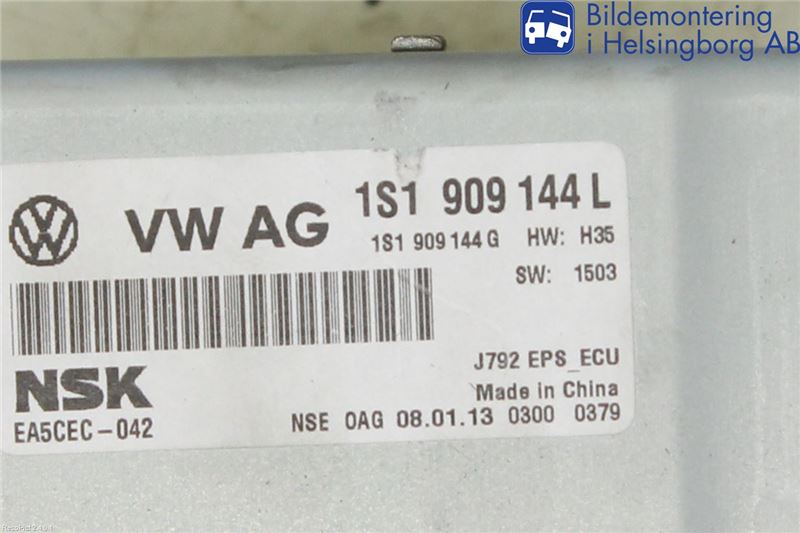 Bildemontering
i Helsingborg AB
VW AG 1S1 909 144 L
1S1 909 144 G HW: H35
SW: 1503
NSK
J792 EPS_ECU
Made in China
EA5CEC-042
NSE 0AG 08.01.13 0300 0379